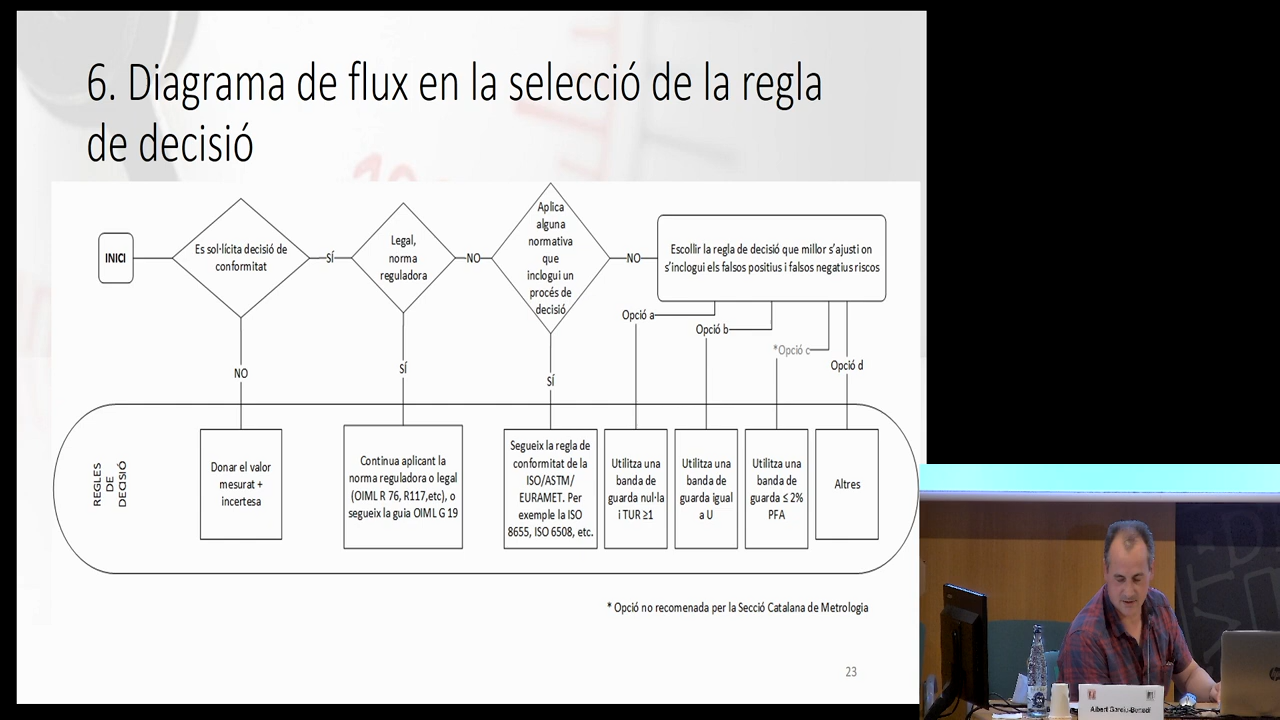 6. Diagrama de flux en la selecció de la regla
de decisió
INICI
Es sol·lícita decisió de
conformitat
SÍ
Legal,
norma
reguladora
NO
Aplica
alguna
normativa
que
inclogui un
procés de
decisió
NO
Escollir la regla de decisió que millor s'ajusti on
s'inclogui els falsos positius i falsos negatius riscos
Opció a
Opció b
*Opció c
Opció d
NO
SÍ
SÍ
REGLES
DE
DECISIÓ
Donar el valor
mesurat +
incertesa
Continua aplicant la
norma reguladora o legal
(OIML R 76, R117,etc), o
segueix la guia OIML G 19
Segueix la regla de
conformitat de la
ISO/ASTM/
EURAMET. Per
exemple la ISO
8655, ISO 6508, etc.
Utilitza una
banda de
guarda nul·la
i TUR ≥1
Utilitza una
banda de
guarda igual
a U
Utilitza una
banda de
guarda ≤ 2%
PFA
Altres
* Opció no recomenada per la Secció Catalana de Metrologia
23
Albert Garcia-Benadí
hp